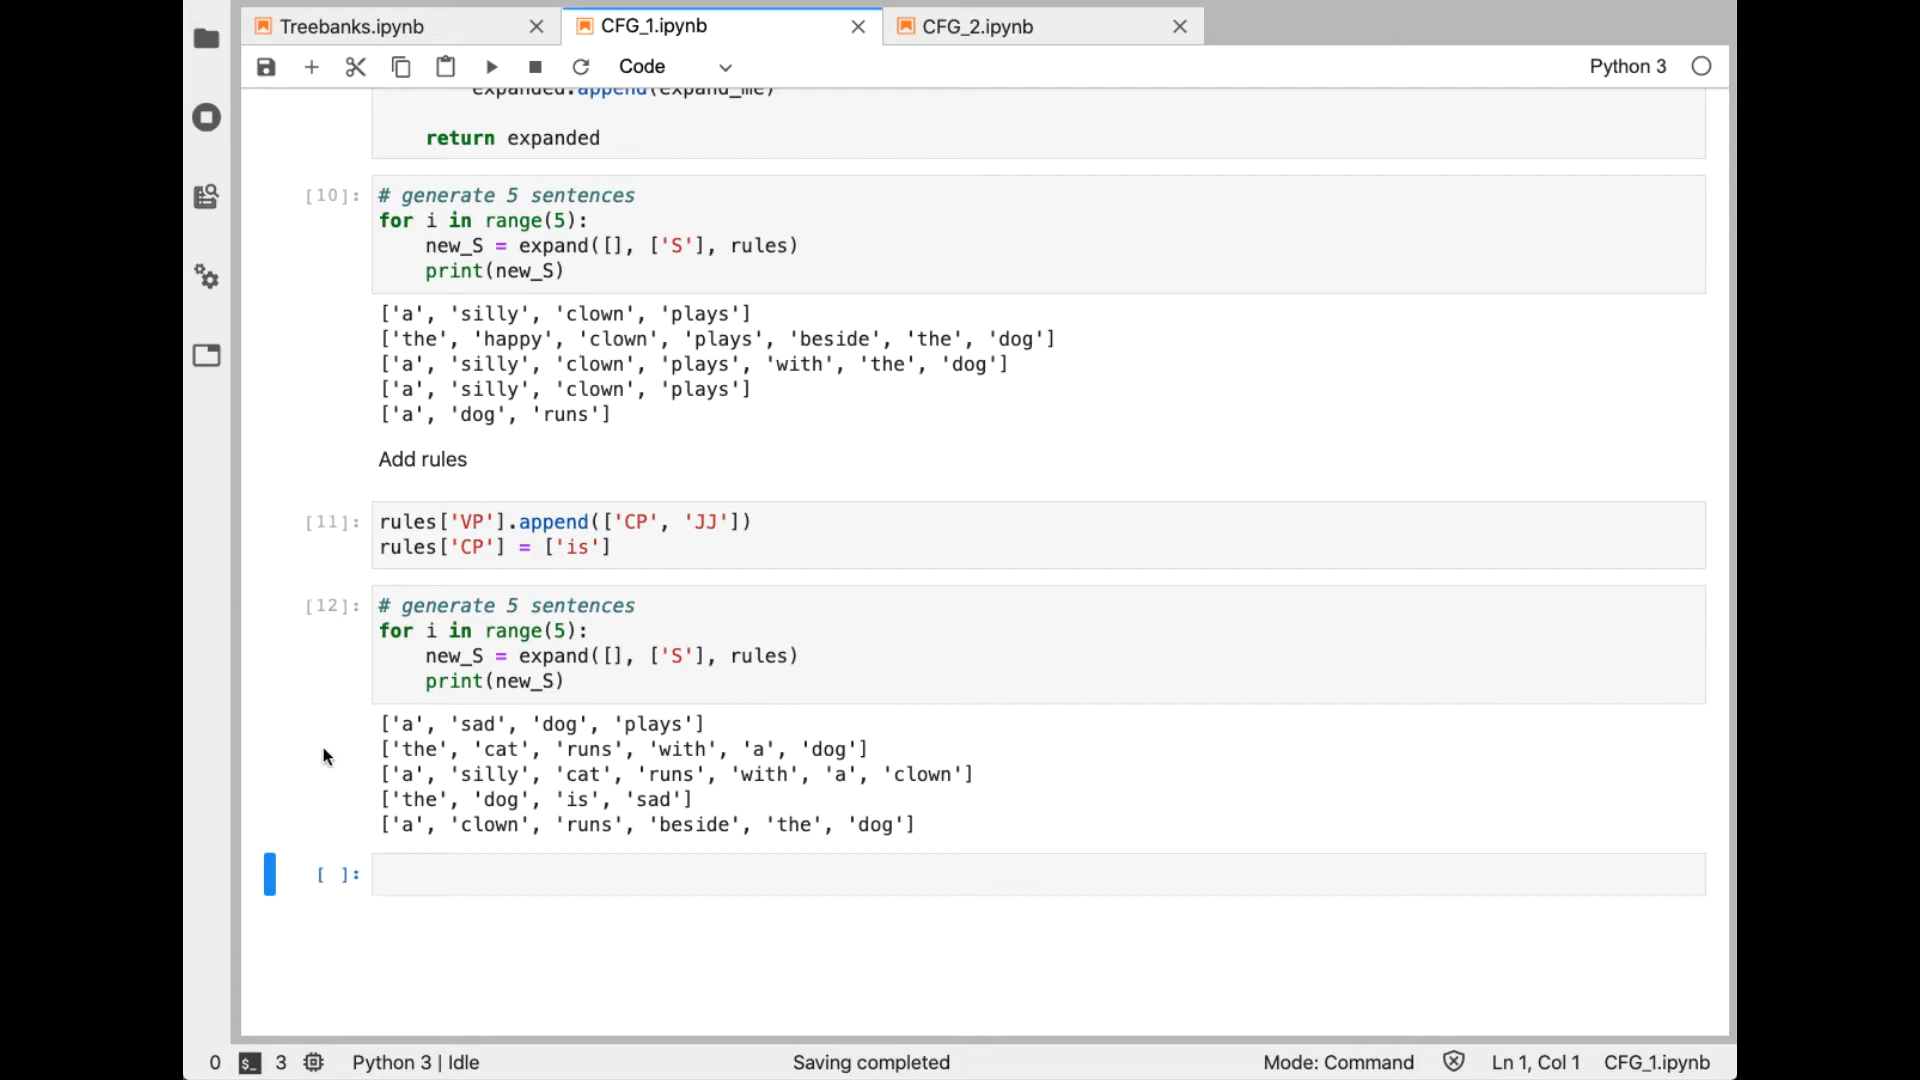 Treebanks.ipynb
CFG_1.ipynb
CFG_2.ipynb
Code
Python 3
expanded.append(expand_me)
return expanded
[10]:
# generate 5 sentences
for i in range(5):
    new_S = expand([], ['S'], rules)
    print(new_S)
['a', 'silly', 'clown', 'plays']
['the', 'happy', 'clown', 'plays', 'beside', 'the', 'dog']
['a', 'silly', 'clown', 'plays', 'with', 'the', 'dog']
['a', 'silly', 'clown', 'plays']
['a', 'dog', 'runs']
Add rules
[11]:
rules['VP'].append(['CP', 'JJ'])
rules['CP'] = ['is']
[12]:
# generate 5 sentences
for i in range(5):
    new_S = expand([], ['S'], rules)
    print(new_S)
['a', 'sad', 'dog', 'plays']
['the', 'cat', 'runs', 'with', 'a', 'dog']
['a', 'silly', 'cat', 'runs', 'with', 'a', 'clown']
['the', 'dog', 'is', 'sad']
['a', 'clown', 'runs', 'beside', 'the', 'dog']
[ ]:
0 $_ 3 Python 3 | Idle Saving completed Mode: Command Ln 1, Col 1 CFG_1.ipynb